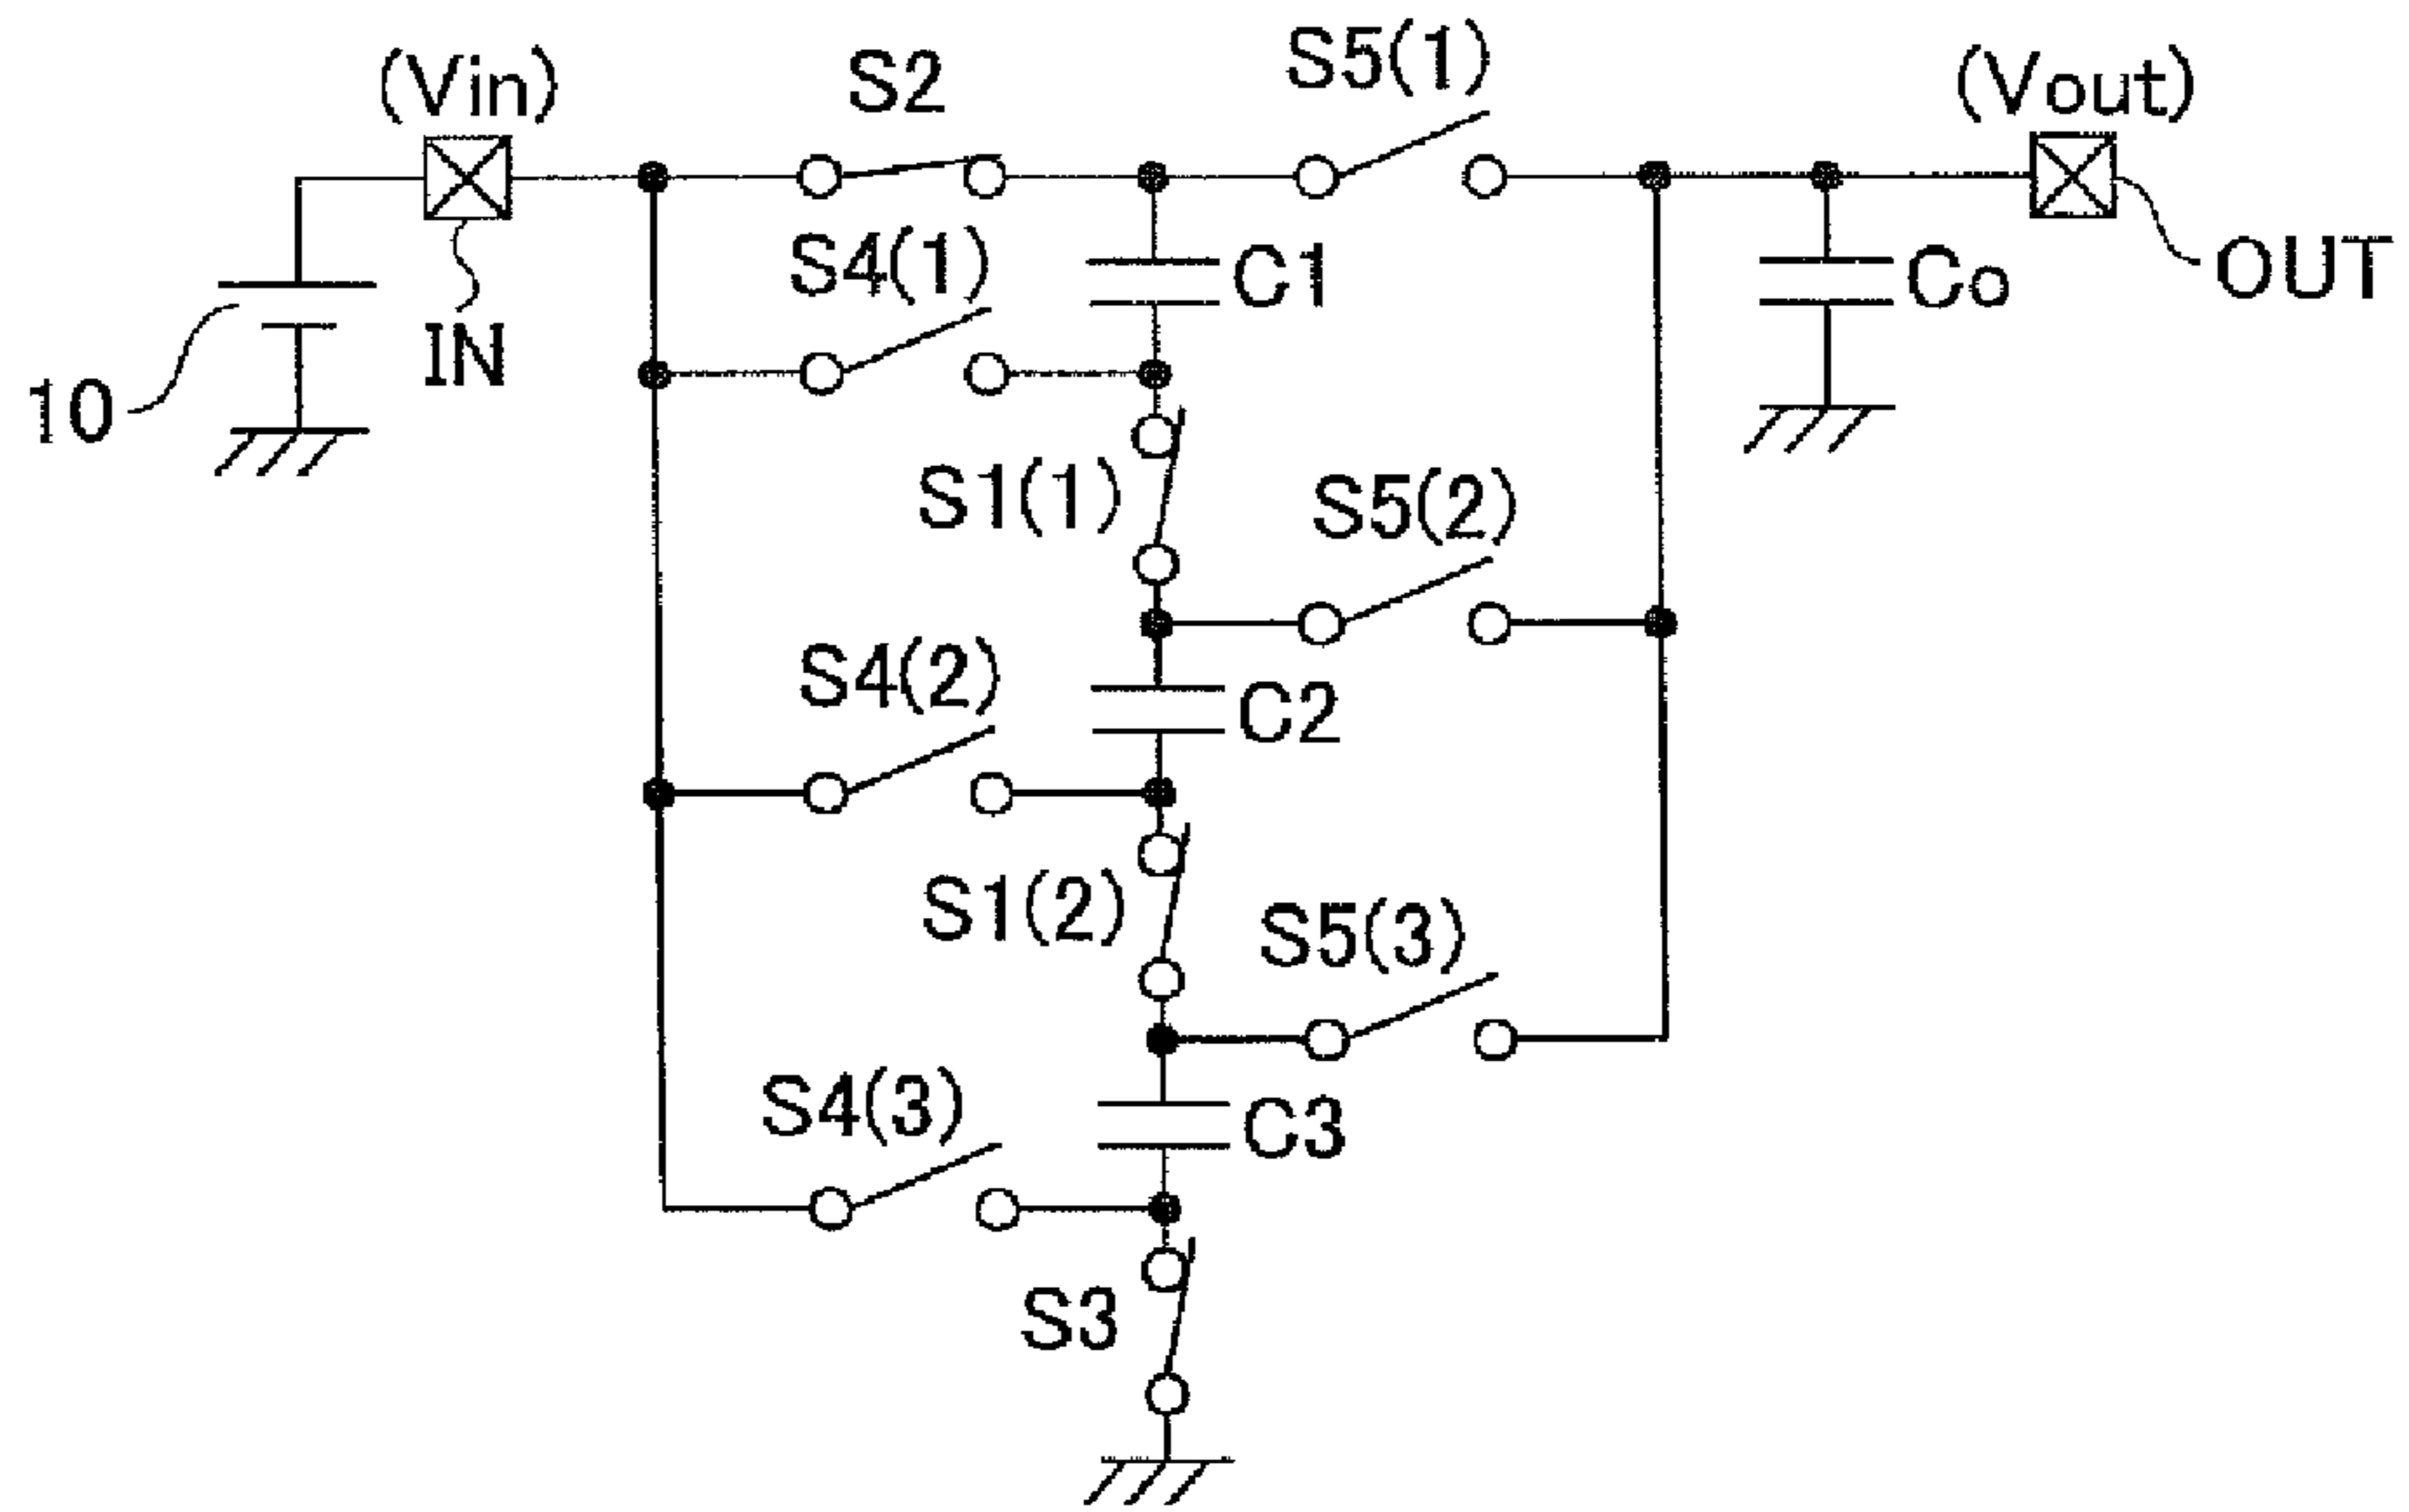 (Vin)
S2
S5(1)
(Vout)
S4(1)
C1
Co
OUT
10
IN
S1(1)
S5(2)
S4(2)
C2
S1(2)
S5(3)
S4(3)
C3
S3